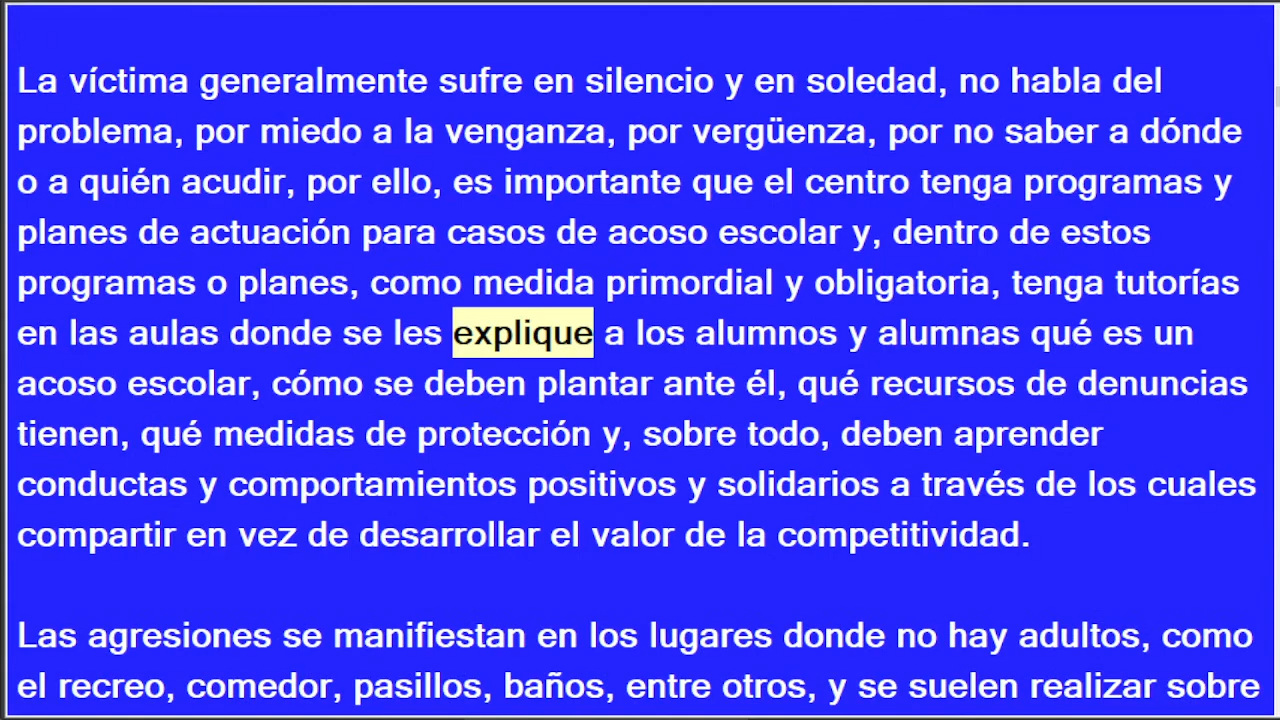 La víctima generalmente sufre en silencio y en soledad, no habla del
problema, por miedo a la venganza, por vergüenza, por no saber a dónde
o a quién acudir, por ello, es importante que el centro tenga programas y
planes de actuación para casos de acoso escolar y, dentro de estos
programas o planes, como medida primordial y obligatoria, tenga tutorías
en las aulas donde se les explique a los alumnos y alumnas qué es un
acoso escolar, cómo se deben plantar ante él, qué recursos de denuncias
tienen, qué medidas de protección y, sobre todo, deben aprender
conductas y comportamientos positivos y solidarios a través de los cuales
compartir en vez de desarrollar el valor de la competitividad.
Las agresiones se manifiestan en los lugares donde no hay adultos, como
el recreo, comedor, pasillos, baños, entre otros, y se suelen realizar sobre